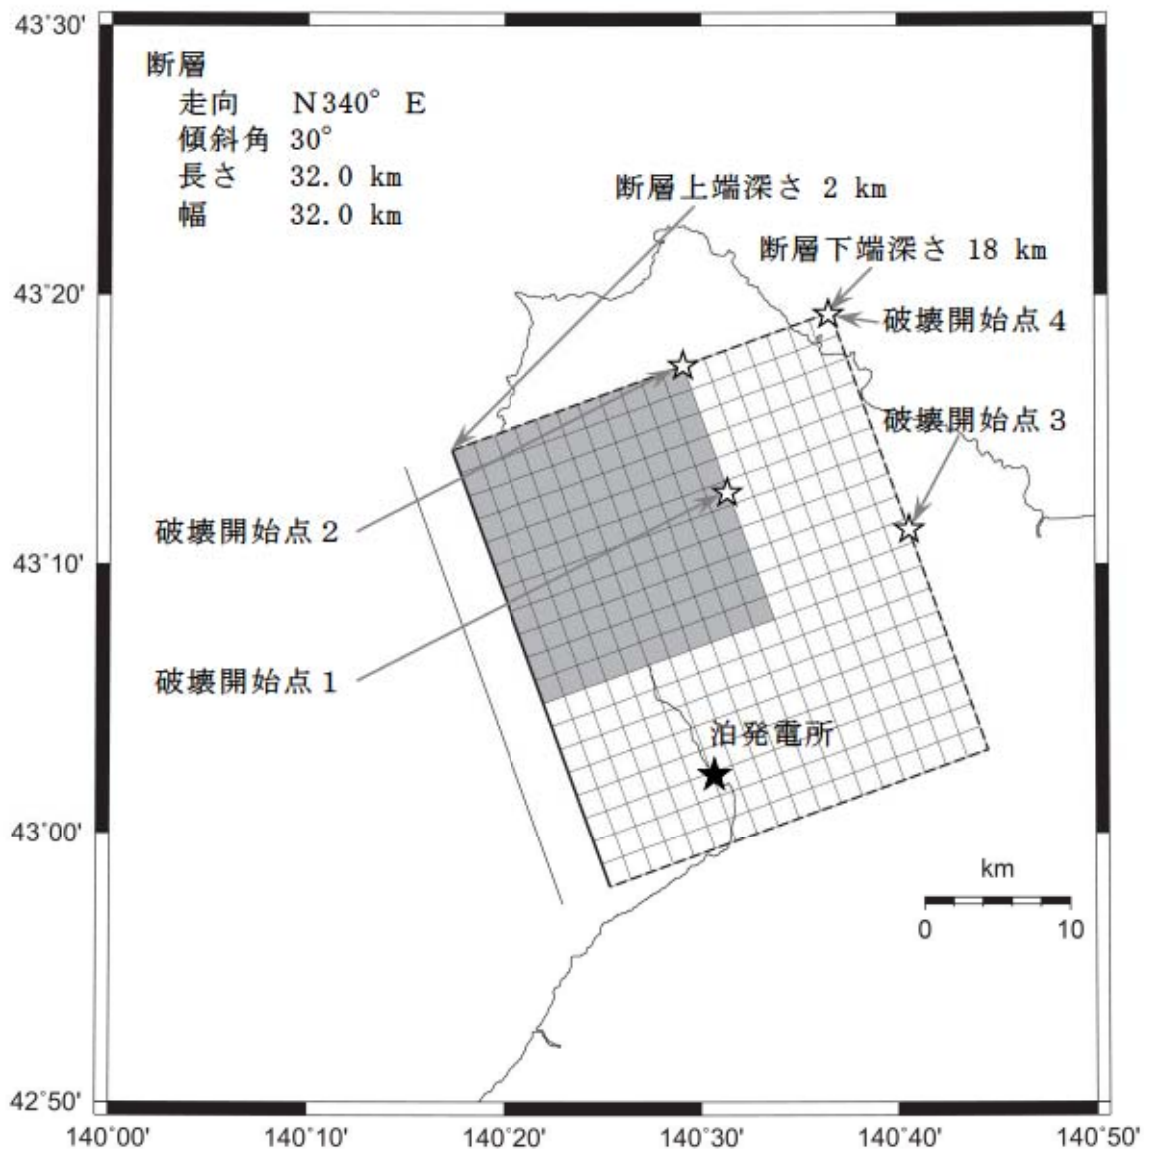 43°30'
断層
走向 N340° E
傾斜角 30°
長さ 32.0 km
幅 32.0 km
断層上端深さ 2 km
断層下端深さ 18 km
43°20'
破壊開始点4
破壊開始点3
破壊開始点2
43°10'
破壊開始点1
泊発電所
43°00'
km
0 10
42°50'
140°00' 140°10' 140°20' 140°30' 140°40' 140°50'